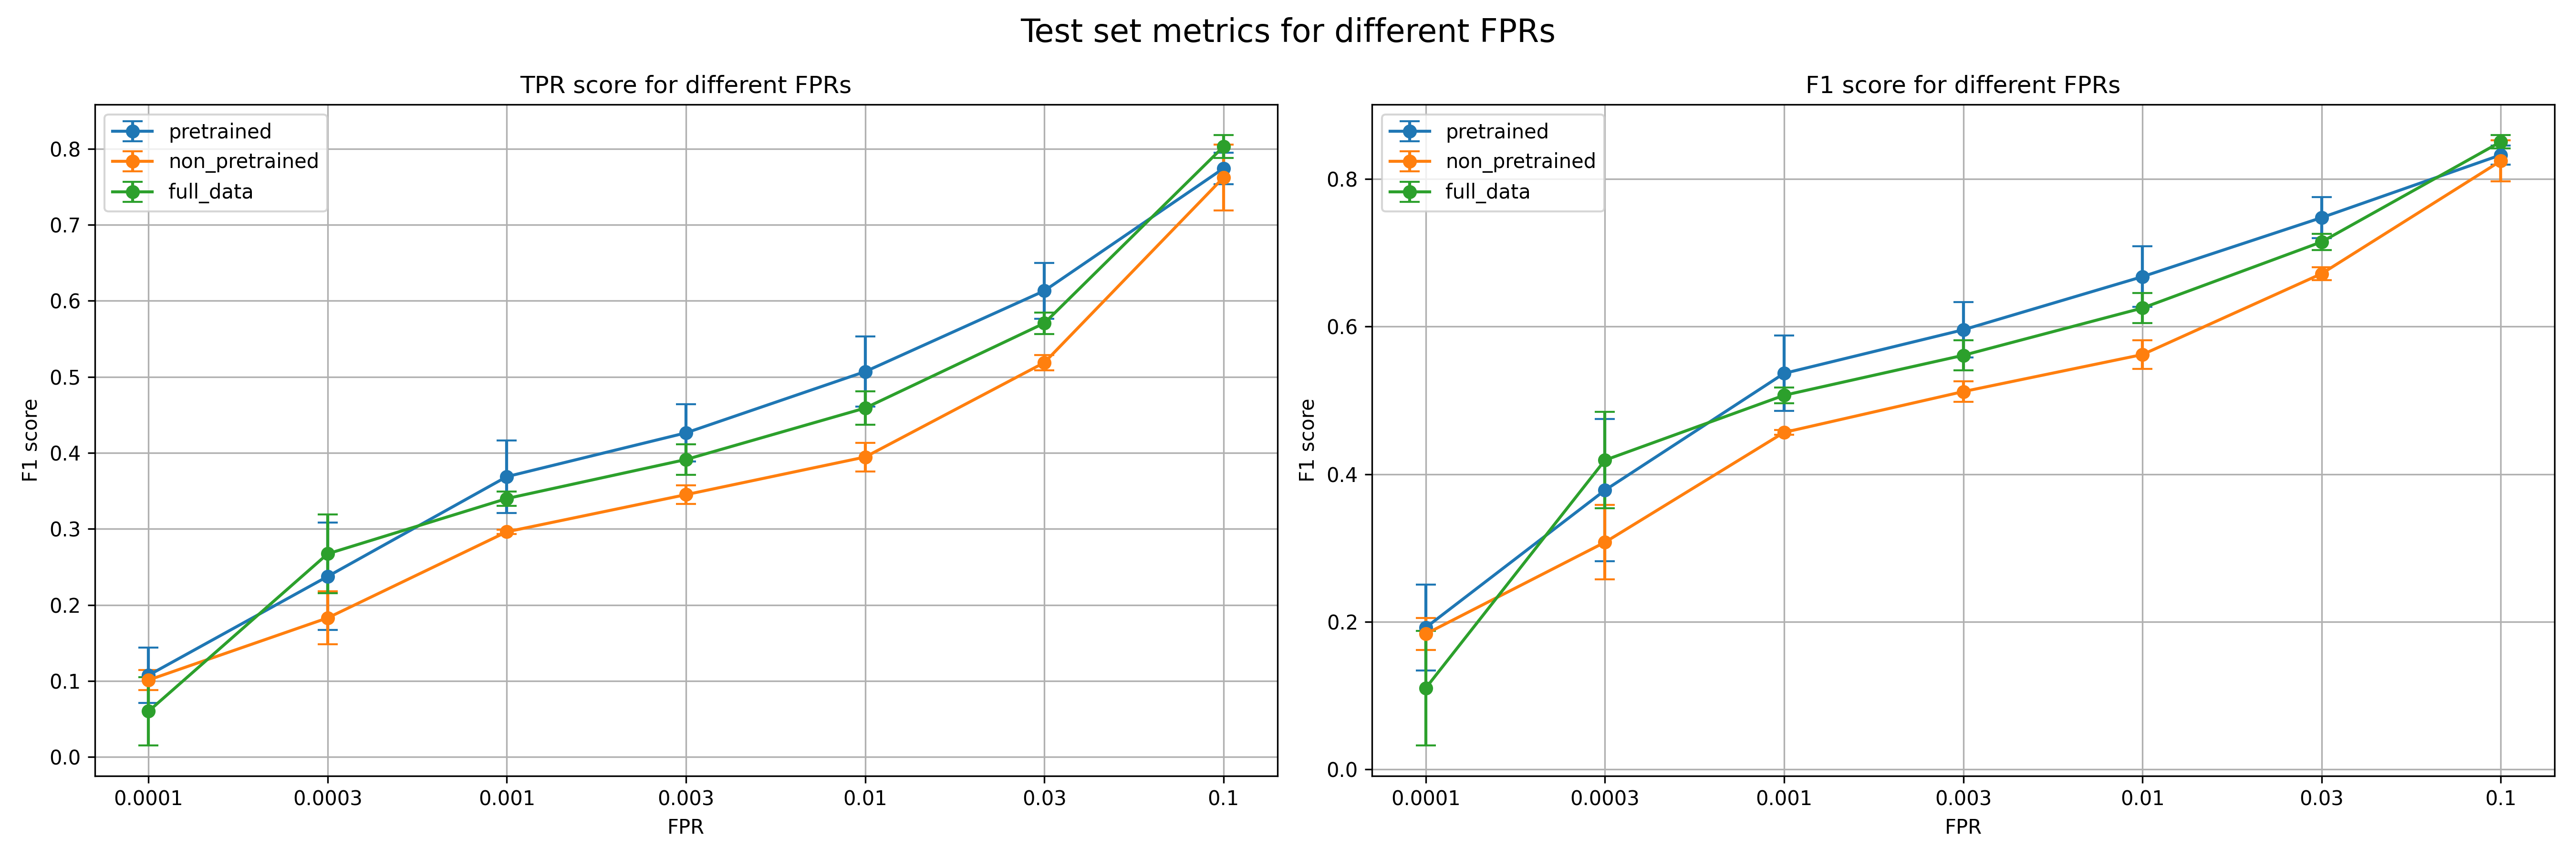 Test set metrics for different FPRs
TPR score for different FPRs
pretrained
non_pretrained
full_data
F1 score
0.8
0.7
0.6
0.5
0.4
0.3
0.2
0.1
0.0
0.0001 0.0003 0.001 0.003 0.01 0.03 0.1
FPR
F1 score for different FPRs
pretrained
non_pretrained
full_data
F1 score
0.8
0.6
0.4
0.2
0.0
0.0001 0.0003 0.001 0.003 0.01 0.03 0.1
FPR